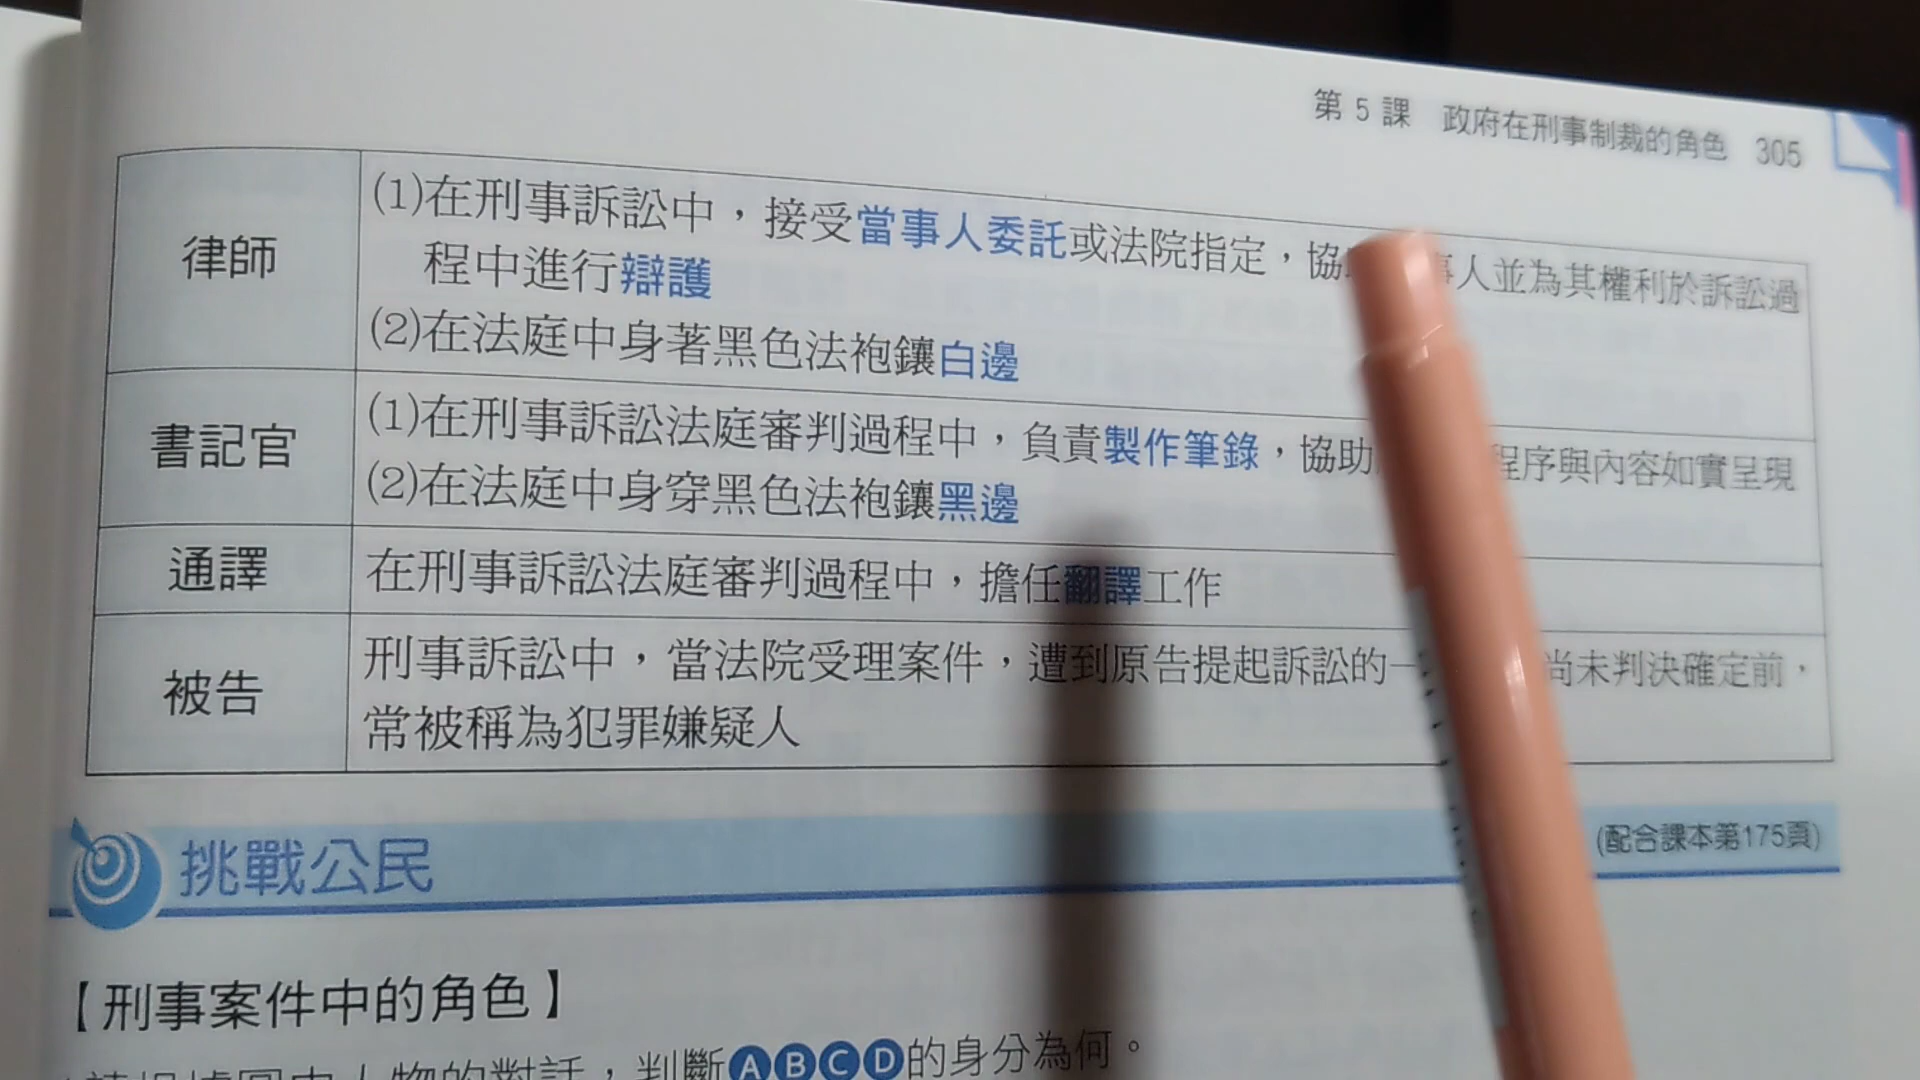 第 5 課 政府在刑事制裁的角色 305
律師
(1)在刑事訴訟中，接受當事人委託或法院指定，協 人並為其權利於訴訟過
程中進行辯護
(2)在法庭中身著黑色法袍鑲白邊
書記官
(1)在刑事訴訟法庭審判過程中，負責製作筆錄，協助 程序與內容如實呈現
(2)在法庭中身穿黑色法袍鑲黑邊
通譯
在刑事訴訟法庭審判過程中，擔任翻譯工作
被告
刑事訴訟中，當法院受理案件，遭到原告提起訴訟的一 尚未判決確定前，
常被稱為犯罪嫌疑人
挑戰公民
(配合課本第175頁)
【刑事案件中的角色】
的對話，判斷ABCD的身分為何。